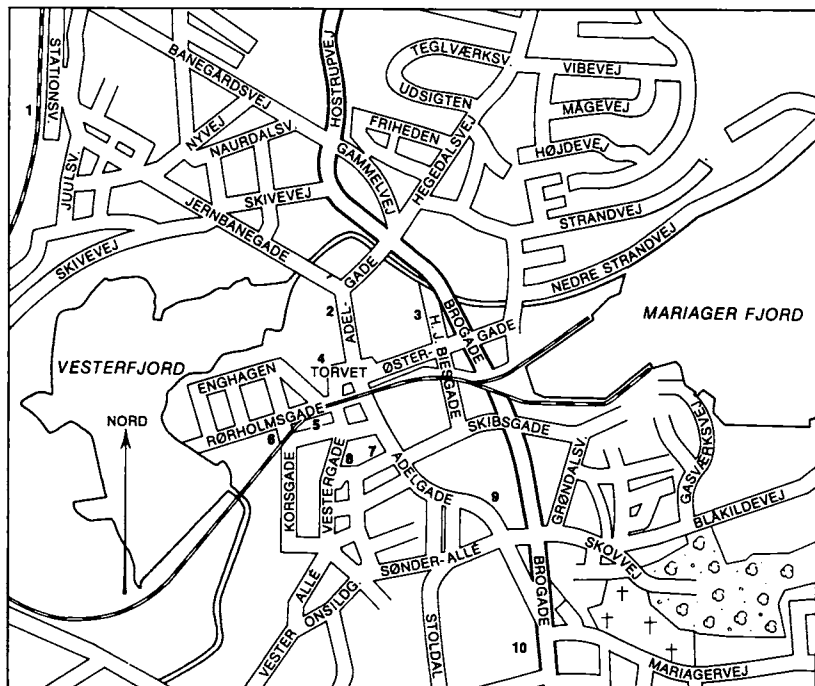 BANEGÅRDSVEJ
HOSTRUPVEJ
TEGLVÆRKSV.
VIBEVEJ
STATIONSV.
1
UDSIGTEN
MÅGEVEJ
NYVEJ
NAURDALSV.
FRIHEDEN
HØJDEVEJ
GAMMELVEJ
HEGEDALSVEJ
JUULSV.
SKIVEVEJ
JERNBANEGADE
STRANDVEJ
SKIVEVEJ
NEDRE STRANDVEJ
ADEL-
GADE
2
3
BROGADE
MARIAGER FJORD
H. J. BIESGADE
VESTERFJORD
4
TORVET
ØSTER-
GADE
ENGHAGEN
NORD
RØRHOLMSGADE
5
6
SKIBSGADE
7
8
ADELGADE
KORSGADE
VESTERGADE
9
GRØNDALSV.
GASVÆRKSVEJ
BLÅKILDEVEJ
SKOVVEJ
SØNDER-ALLÉ
BROGADE
VESTER ALLÉ
ONSILDG.
STOLDAL
10
MARIAGERVEJ